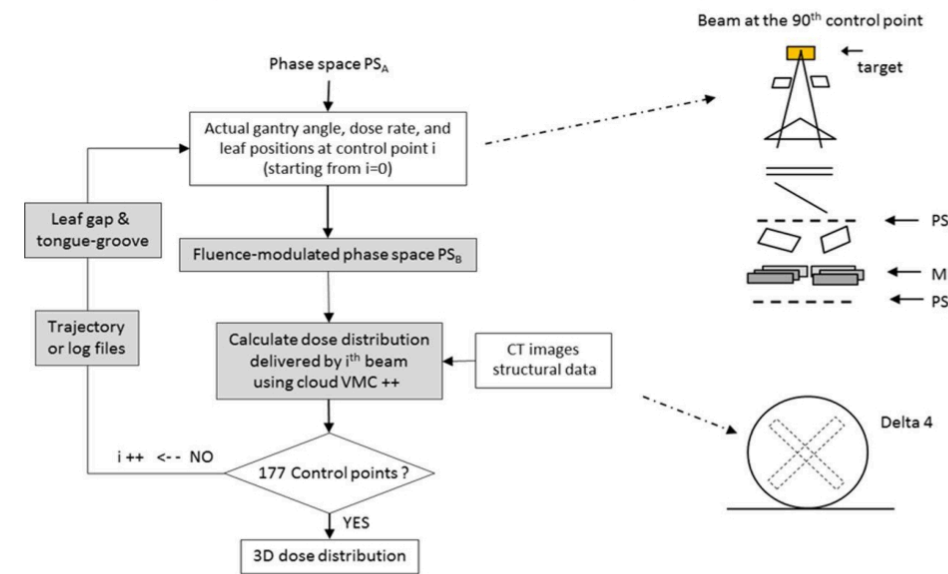 Beam at the 90th control point
target
Phase space PSA
Actual gantry angle, dose rate, and
leaf positions at control point i
(starting from i=0)
Leaf gap &
tongue-groove
Fluence-modulated phase space PSB
PS
M
PS
Trajectory
or log files
Calculate dose distribution
delivered by ith beam
using cloud VMC ++
CT images
structural data
Delta 4
i ++ <-- NO
177 Control points ?
YES
3D dose distribution